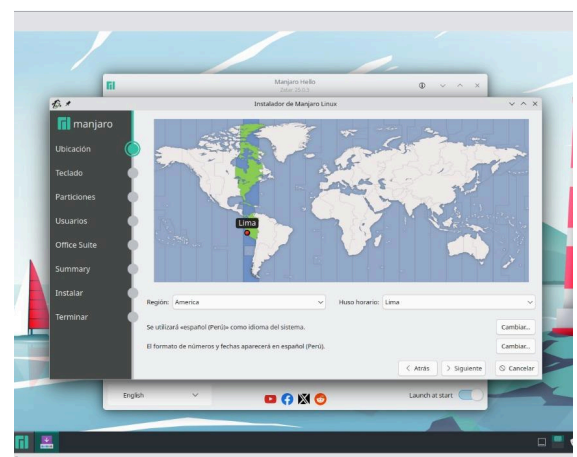 Manjaro Hello
Instalador de Manjaro Linux
manjaro
Ubicación
Teclado
Particiones
Usuarios
Office Suite
Summary
Instalar
Terminar
Lima
Región: America
Huso horario: Lima
Se utilizará «español (Perú)» como idioma del sistema.
Cambiar...
El formato de números y fechas aparecerá en español (Perú).
Cambiar...
Atrás
Siguiente
Cancelar
English
Launch at start